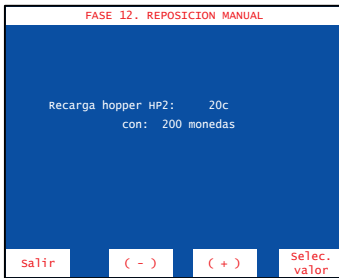 FASE 12. REPOSICION MANUAL
Recarga hopper HP2: 20c
con: 200 monedas
Salir
( - )
( + )
Selec.
valor